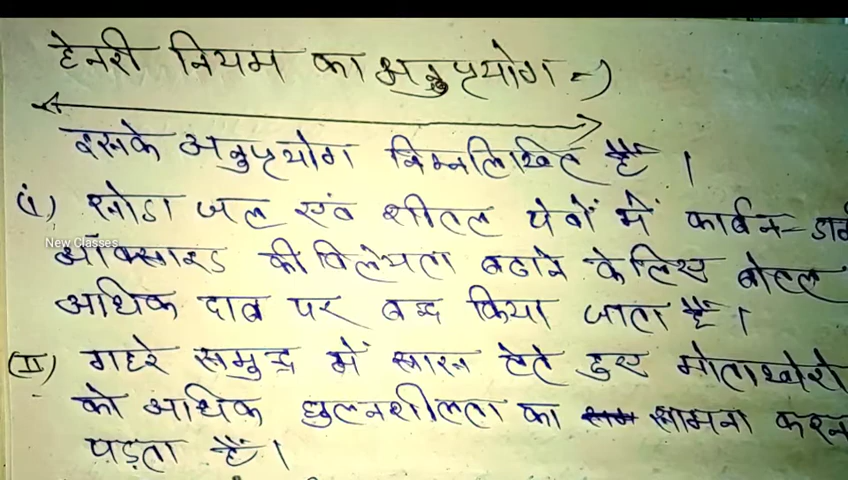 हेनरी नियम का अनुप्रयोग -)
इसके अनुप्रयोग निम्नलिखित हैं ।
(i) सोडा जल एवं शीतल पेयों में कार्बन-डाई
New Classes
ऑक्साइड की विलेयता बढाने के लिए बोतल
अधिक दाब पर बन्द किया जाता हैं ।
(II) गहरे समुद्र में सास लेते हुए गोताखोरो
को अधिक घुलनशीलता का सामना करन
पड़ता हैं ।